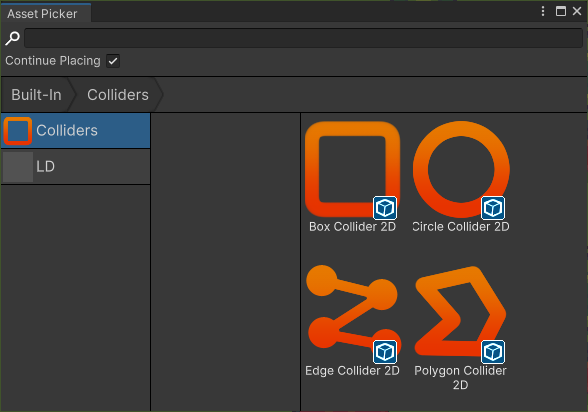 Asset Picker
Continue Placing
Built-In Colliders
Colliders
LD
Box Collider 2D
Circle Collider 2D
Edge Collider 2D
Polygon Collider
2D